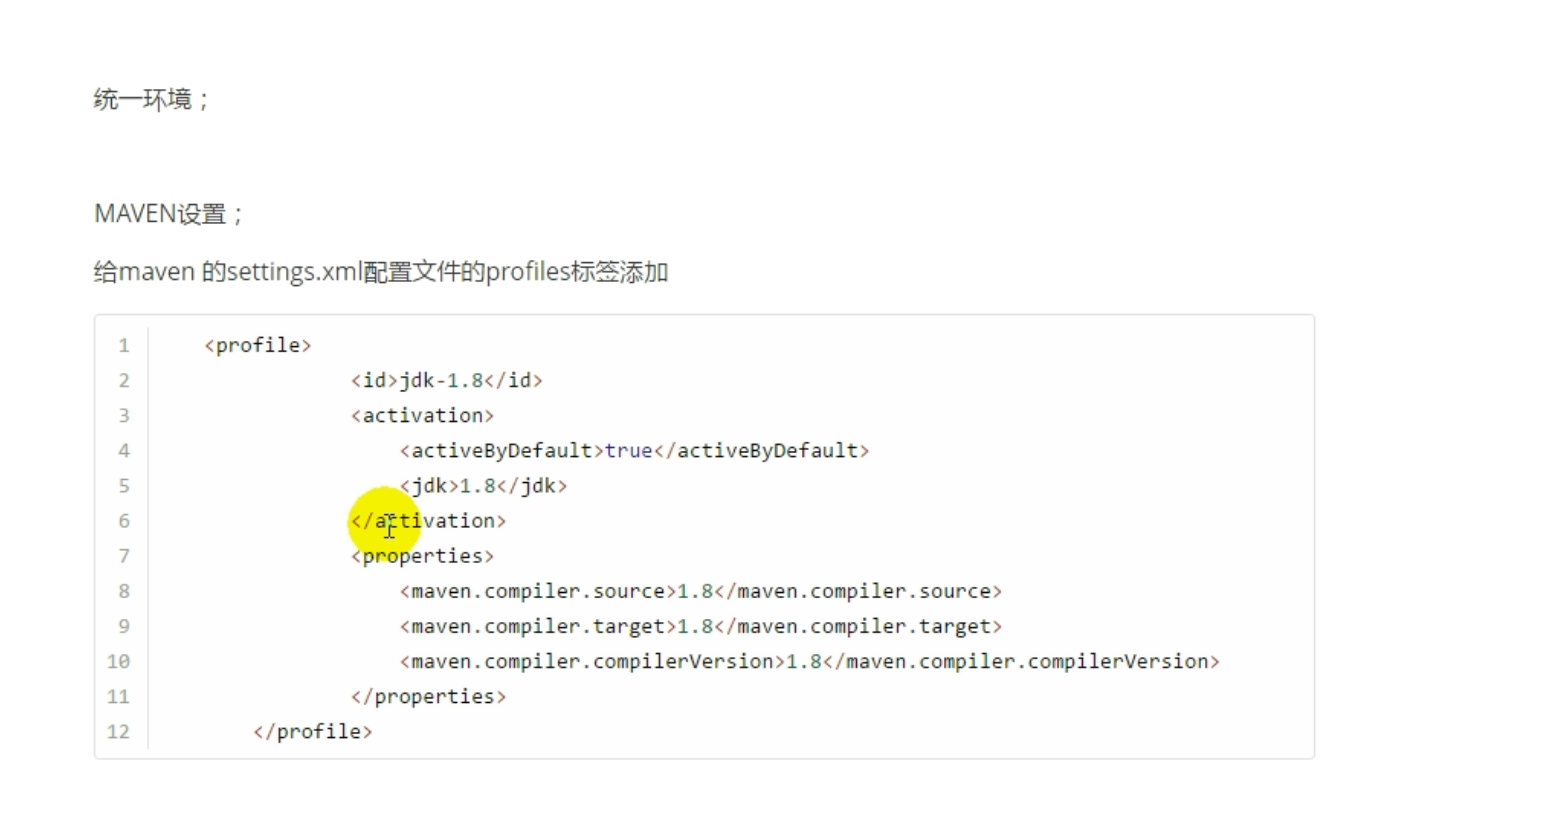 统一环境；
MAVEN设置；
给maven 的settings.xml配置文件的profiles标签添加
1 <profile>
2 <id>jdk-1.8</id>
3 <activation>
4 <activeByDefault>true</activeByDefault>
5 <jdk>1.8</jdk>
6 </activation>
7 <properties>
8 <maven.compiler.source>1.8</maven.compiler.source>
9 <maven.compiler.target>1.8</maven.compiler.target>
10 <maven.compiler.compilerVersion>1.8</maven.compiler.compilerVersion>
11 </properties>
12 </profile>